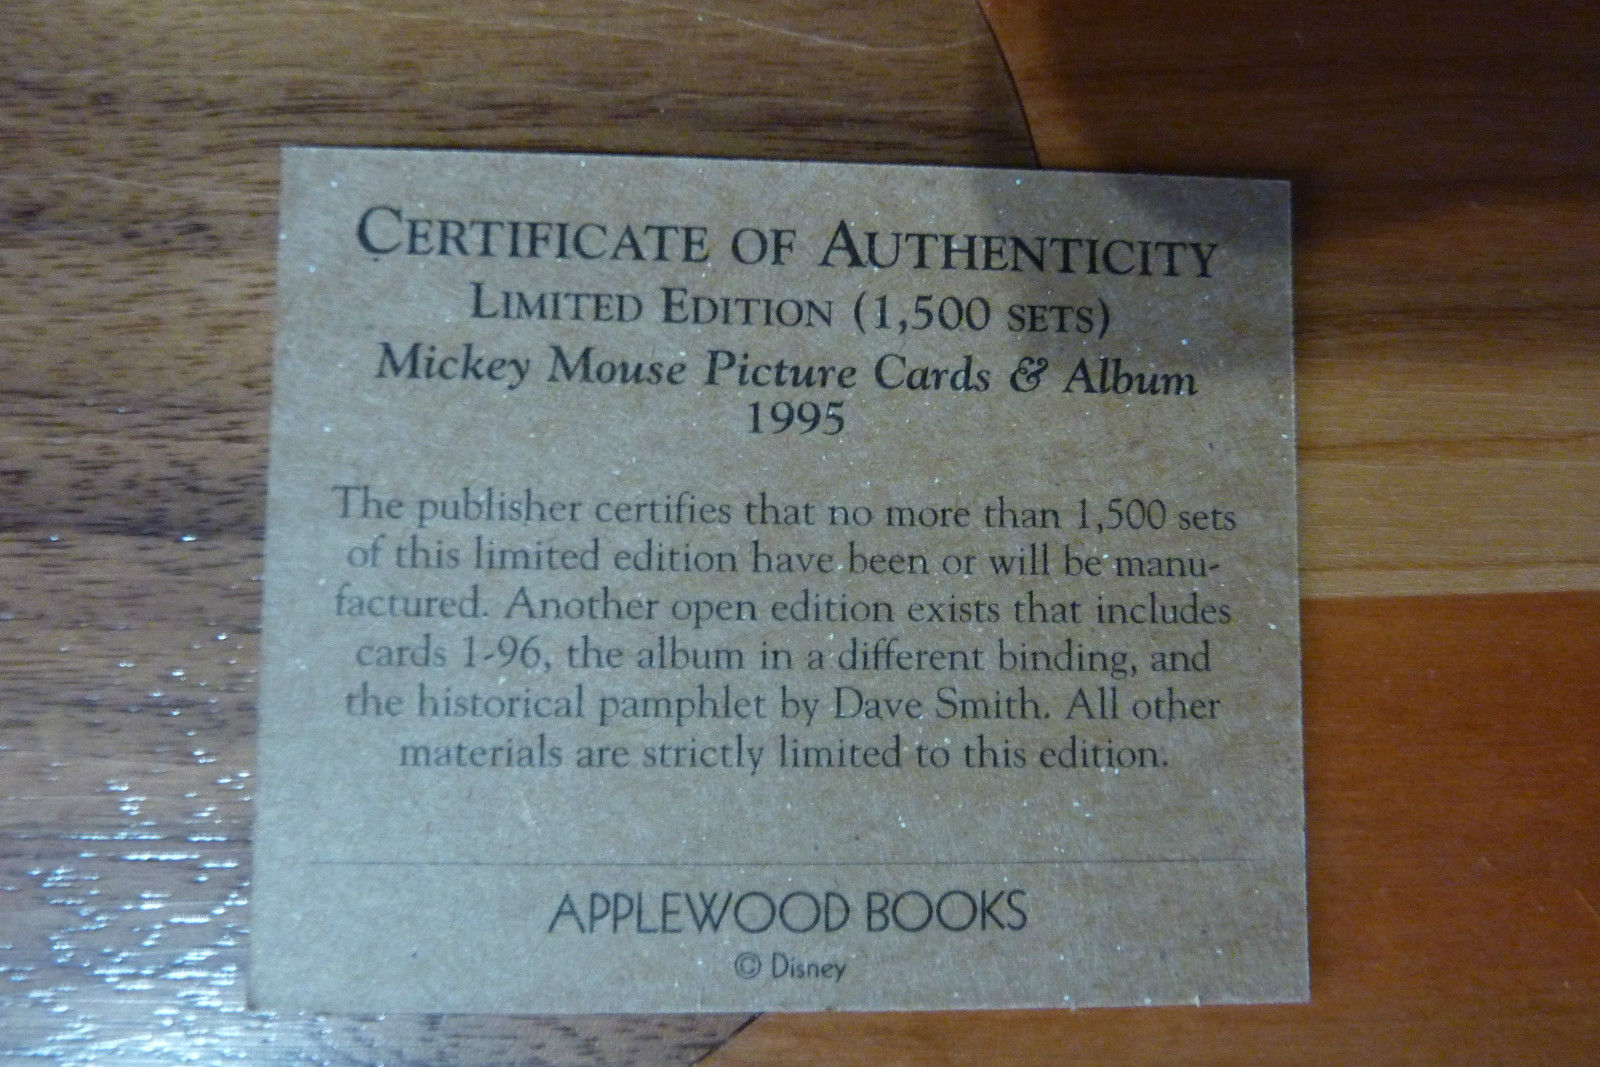 CERTIFICATE OF AUTHENTICITY
LIMITED EDITION (1,500 SETS)
Mickey Mouse Picture Cards & Album
1995
The publisher certifies that no more than 1,500 sets
of this limited edition have been or will be manu-
factured. Another open edition exists that includes
cards 1-96, the album in a different binding, and
the historical pamphlet by Dave Smith. All other
materials are strictly limited to this edition.
APPLEWOOD BOOKS
© Disney